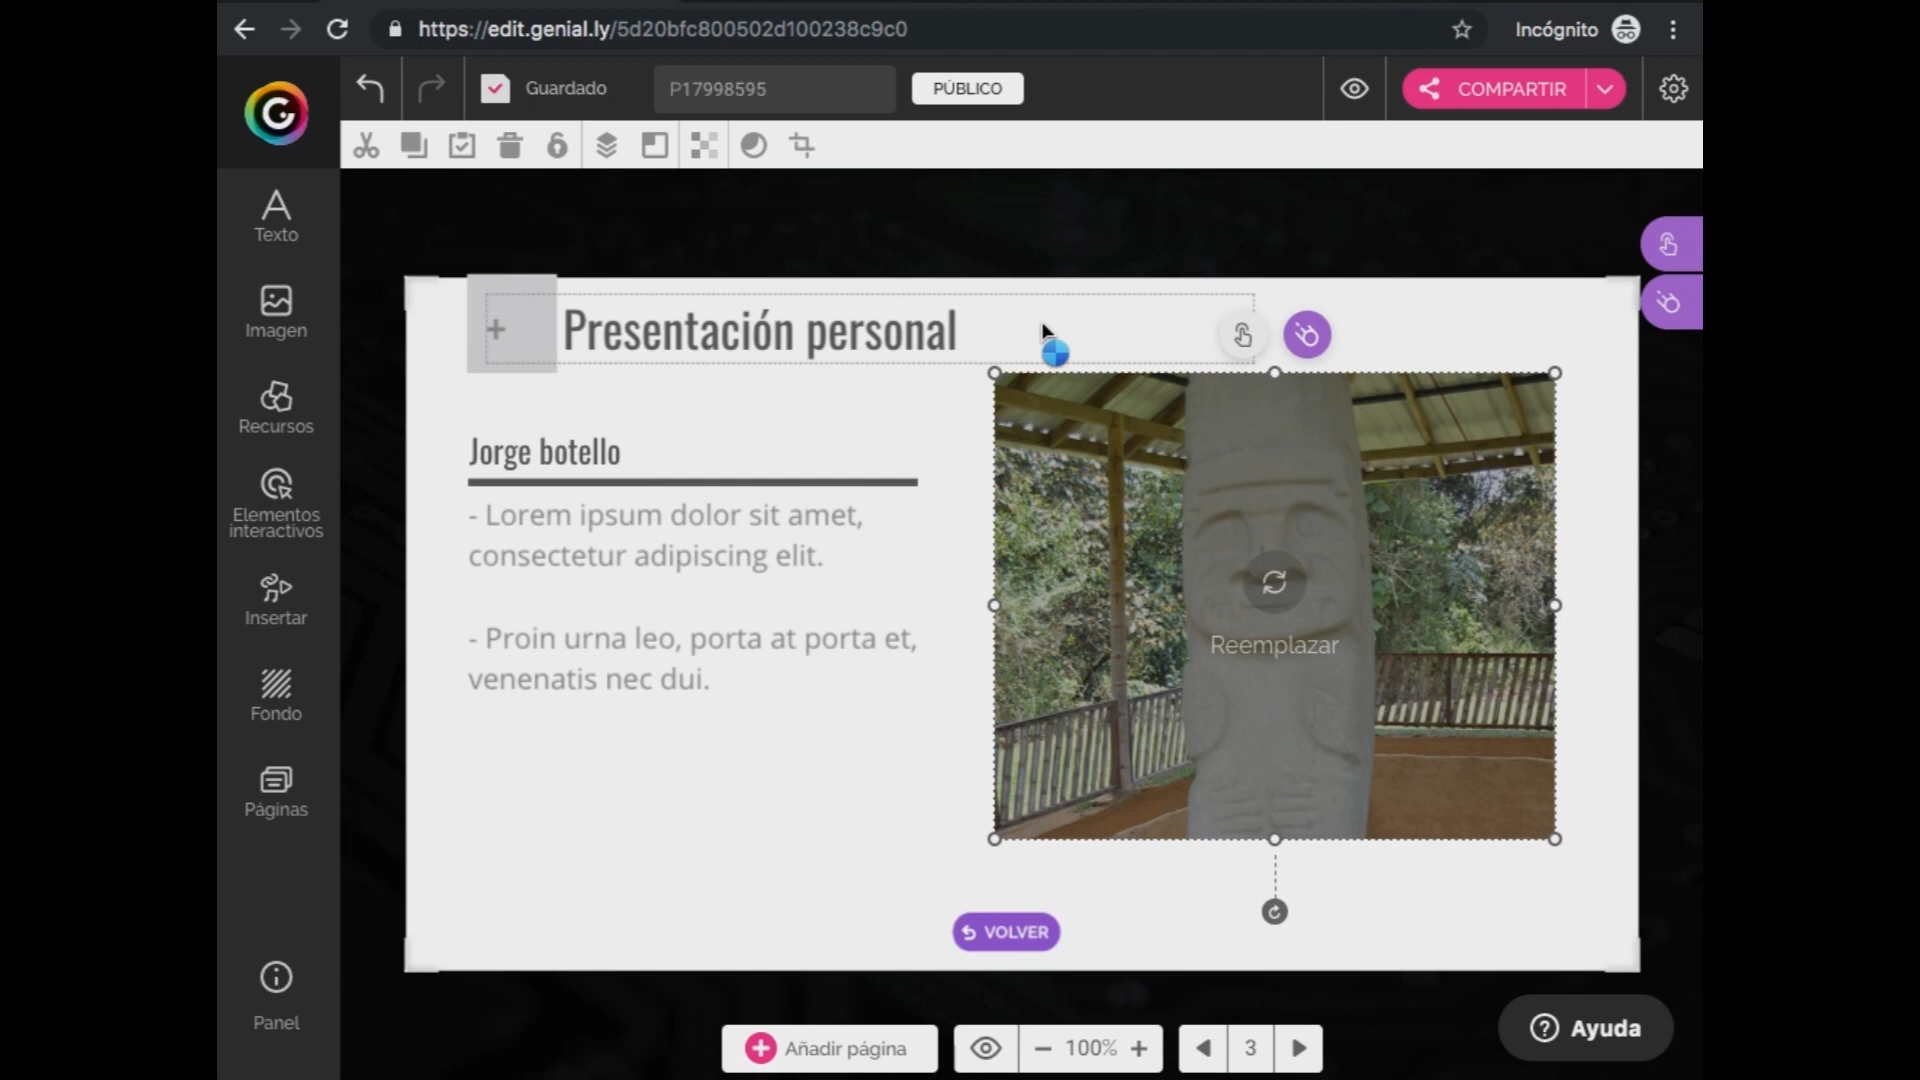 https://edit.genial.ly/5d20bfc800502d100238c9c0
Incógnito
Guardado
P17998595
PÚBLICO
COMPARTIR
Texto
Imagen
Recursos
Elementos
interactivos
Insertar
Fondo
Páginas
Panel
+ Presentación personal
Jorge botello
- Lorem ipsum dolor sit amet,
consectetur adipiscing elit.
- Proin urna leo, porta at porta et,
venenatis nec dui.
Reemplazar
VOLVER
Añadir página
100%
3
Ayuda